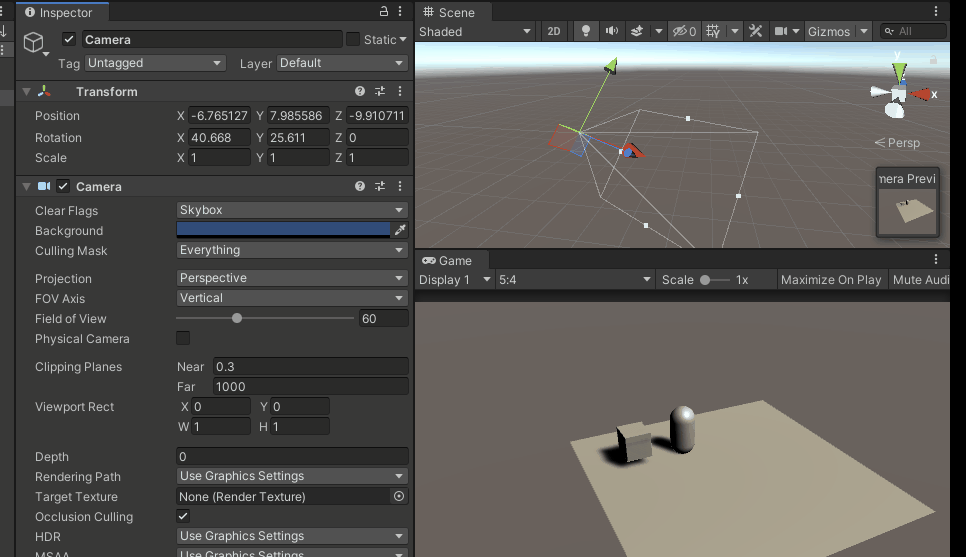 Inspector
Camera
Static
Tag Untagged Layer Default
Transform
Position X -6.765127 Y 7.985586 Z -9.910711
Rotation X 40.668 Y 25.611 Z 0
Scale X 1 Y 1 Z 1
Camera
Clear Flags Skybox
Background
Culling Mask Everything
Projection Perspective
FOV Axis Vertical
Field of View 60
Physical Camera
Clipping Planes Near 0.3
Far 1000
Viewport Rect X 0 Y 0
W 1 H 1
Depth 0
Rendering Path Use Graphics Settings
Target Texture None (Render Texture)
Occlusion Culling
HDR Use Graphics Settings
MSAA Use Graphics Settings
Scene
Shaded 2D 0 Gizmos All
y
x
Persp
mera Previ
Game
Display 1 5:4 Scale 1x Maximize On Play Mute Audi